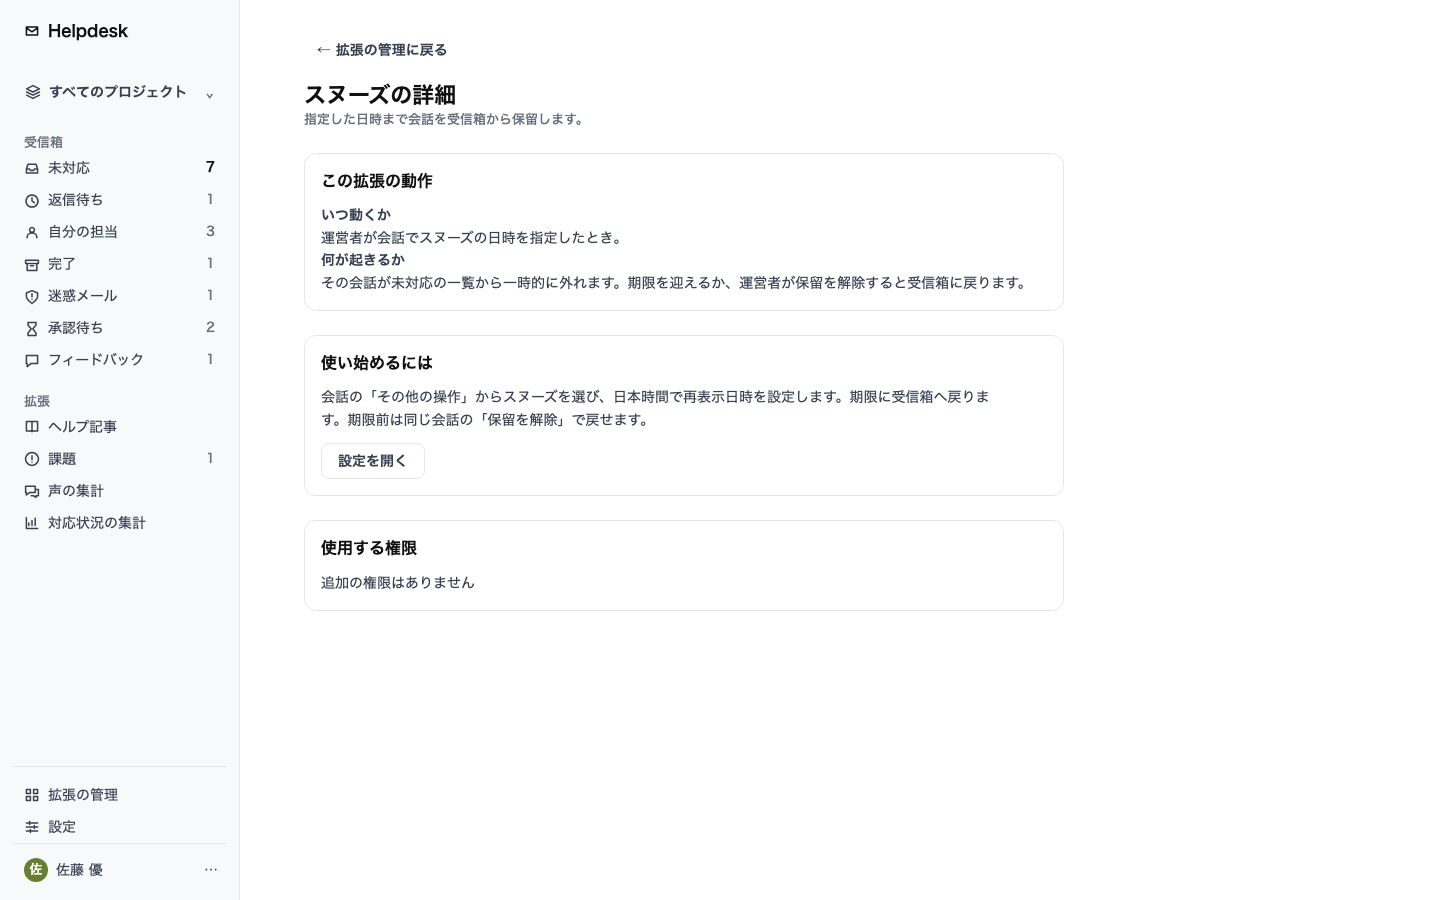 Helpdesk
すべてのプロジェクト
受信箱
未対応 7
返信待ち 1
自分の担当 3
完了 1
迷惑メール 1
承認待ち 2
フィードバック 1
拡張
ヘルプ記事
課題 1
声の集計
対応状況の集計
拡張の管理
設定
佐 佐藤 優 …
← 拡張の管理に戻る
スヌーズの詳細
指定した日時まで会話を受信箱から保留します。
この拡張の動作
いつ動くか
運営者が会話でスヌーズの日時を指定したとき。
何が起きるか
その会話が未対応の一覧から一時的に外れます。期限を迎えるか、運営者が保留を解除すると受信箱に戻ります。
使い始めるには
会話の「その他の操作」からスヌーズを選び、日本時間で再表示日時を設定します。期限に受信箱へ戻りま
す。期限前は同じ会話の「保留を解除」で戻せます。
設定を開く
使用する権限
追加の権限はありません